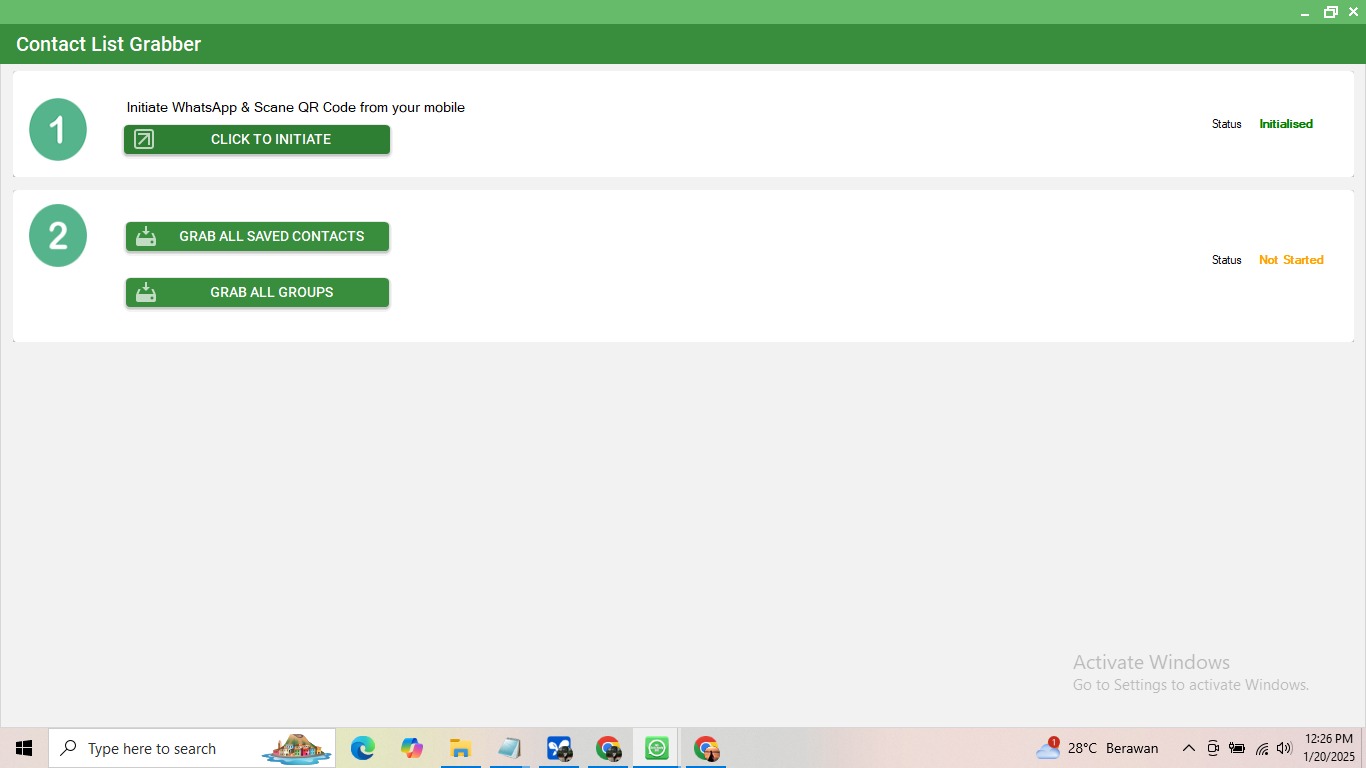 Contact List Grabber
1
Initiate WhatsApp & Scane QR Code from your mobile
CLICK TO INITIATE
Status Initialised
2
GRAB ALL SAVED CONTACTS
Status Not Started
GRAB ALL GROUPS
Activate Windows
Go to Settings to activate Windows.
Type here to search
1
28°C Berawan
12:26 PM
1/20/2025